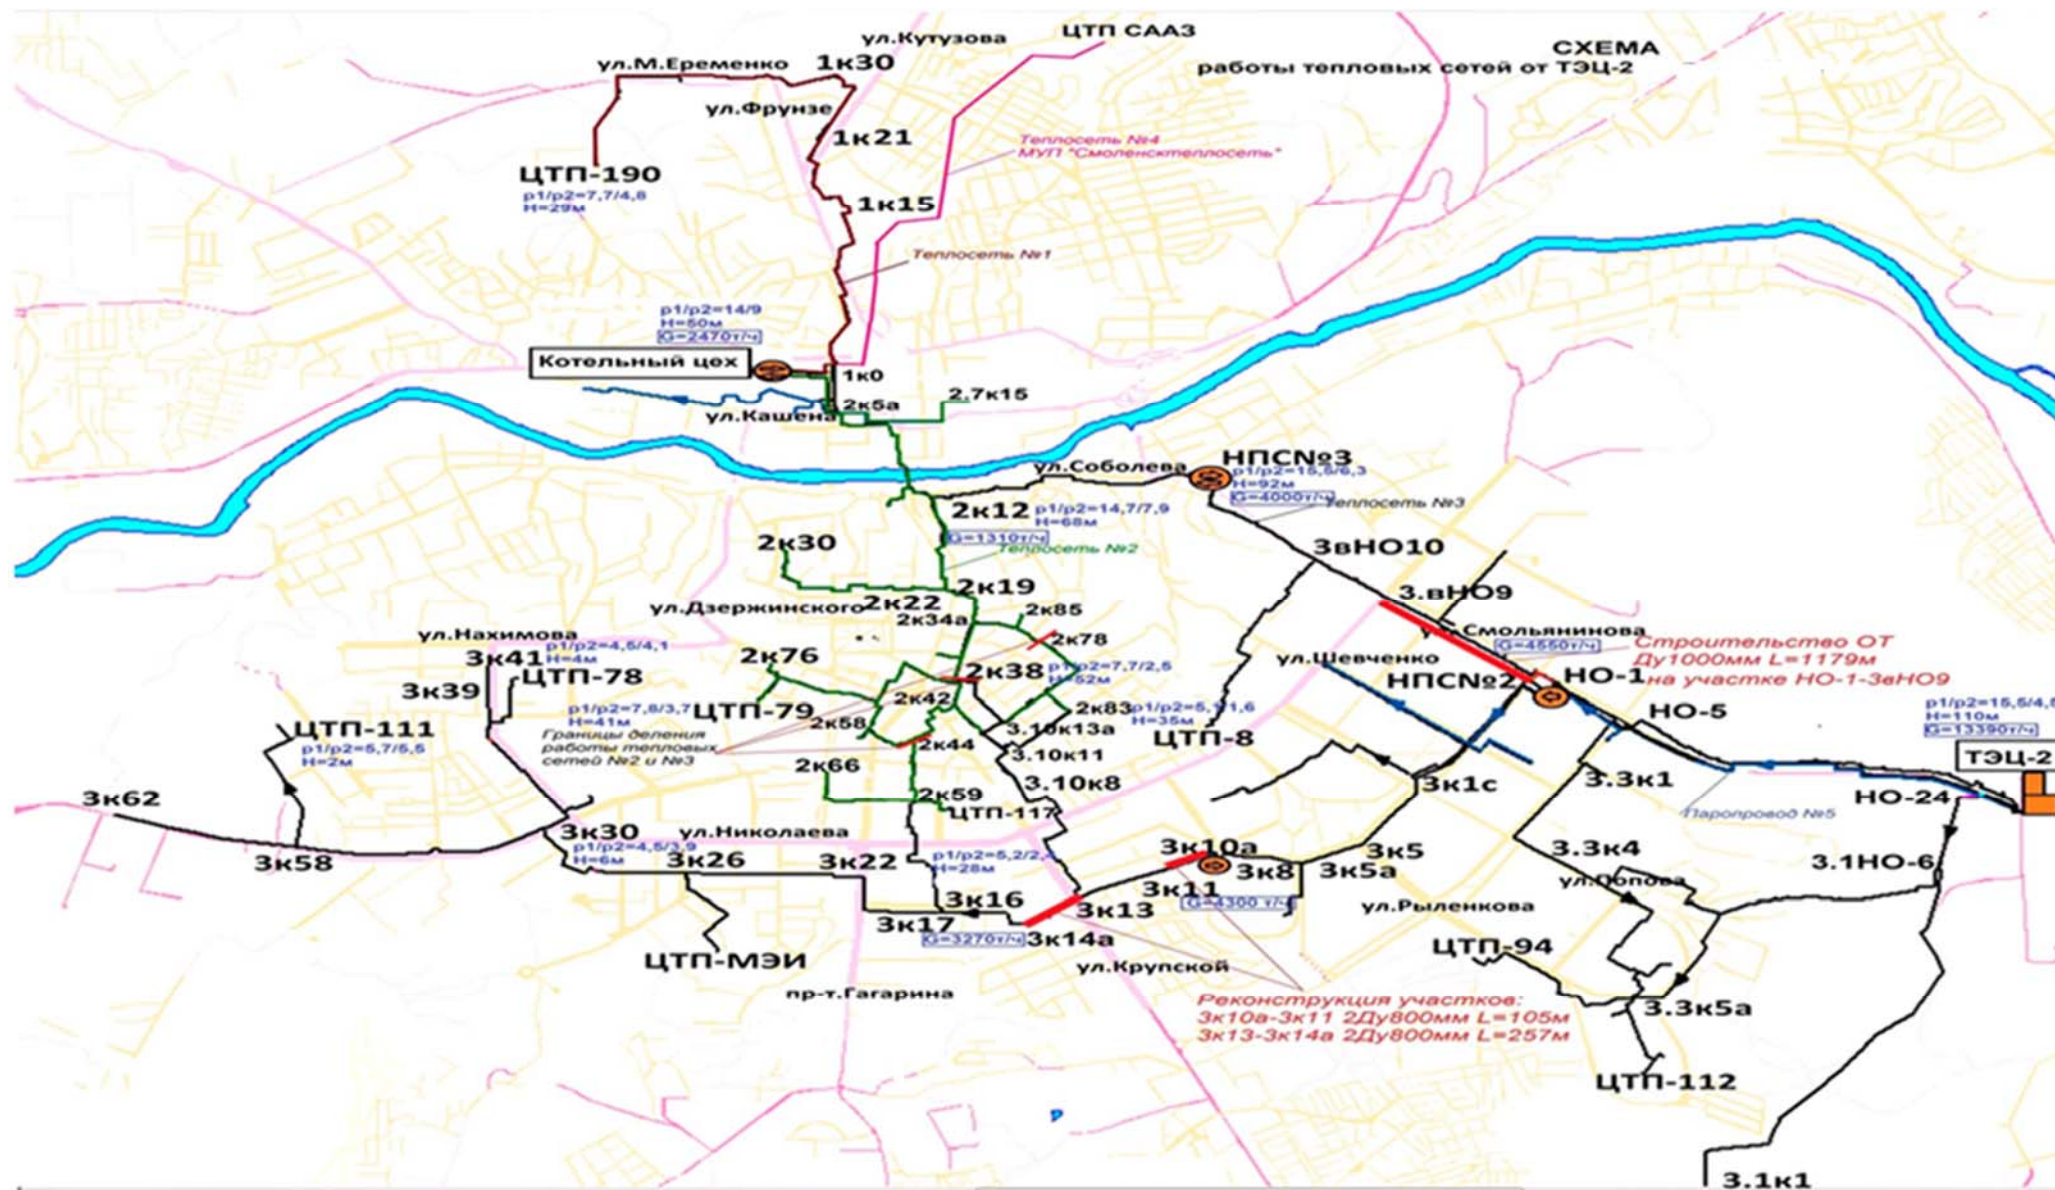 СХЕМА
работы тепловых сетей от ТЭЦ-2
ул.Кутузова
ЦТП СААЗ
ул.М.Еременко
1к30
ул.Фрунзе
1к21
Теплосеть №4
МУП "Смоленсктеплосеть"
ЦТП-190
p1/p2=7,7/4,8
H=29м
1к15
Теплосеть №1
p1/p2=14/9
H=50м
G=2470т/ч
Котельный цех
1к0
2к5а
2.7к15
ул.Кашена
ул.Соболева
НПС№3
p1/p2=15,5/6,3
H=92м
G=4000т/ч
Теплосеть №3
2к12
p1/p2=14,7/7,9
H=68м
G=1310т/ч
Теплосеть №2
2к30
3вНО10
2к19
3.вНО9
ул.Дзержинского
2к22
2к34а
2к85
2к78
Смольянинова
G=4550т/ч
Строительство ОТ
Ду1000мм L=1179м
на участке НО-1-3вНО9
ул.Нахимова
p1/p2=4,5/4,1
H=4м
3к41
ЦТП-78
3к39
2к76
2к38
p1/p2=7,7/2,5
H=52м
ул.Шевченко
НПС№2
НО-1
p1/p2=7,8/3,7
H=41м
ЦТП-79
2к42
2к58
2к83
p1/p2=5,1/1,6
H=35м
НО-5
p1/p2=15,5/4,5
H=110м
G=13390т/ч
ЦТП-111
p1/p2=5,7/5,5
H=2м
Границы деления
работы тепловых
сетей №2 и №3
2к44
3.10к13а
3.10к11
ЦТП-8
ТЭЦ-2
2к66
3.10к8
3к1с
3.3к1
НО-24
3к62
2к59
ЦТП-117
Паропровод №5
3к30
p1/p2=4,5/3,9
H=6м
ул.Николаева
3к58
3к26
3к22
H=28м
3к10а
3к8
3к5
3к5а
3.3к4
3.1НО-6
ул.Попова
3к11
G=4300 т/ч
3к16
3к13
3к17
G=3270т/ч
3к14а
ул.Рыленкова
ЦТП-94
ЦТП-МЭИ
ул.Крупской
пр-т.Гагарина
Реконструкция участков:
3к10а-3к11 2Ду800мм L=105м
3к13-3к14а 2Ду800мм L=257м
3.3к5а
ЦТП-112
3.1к1